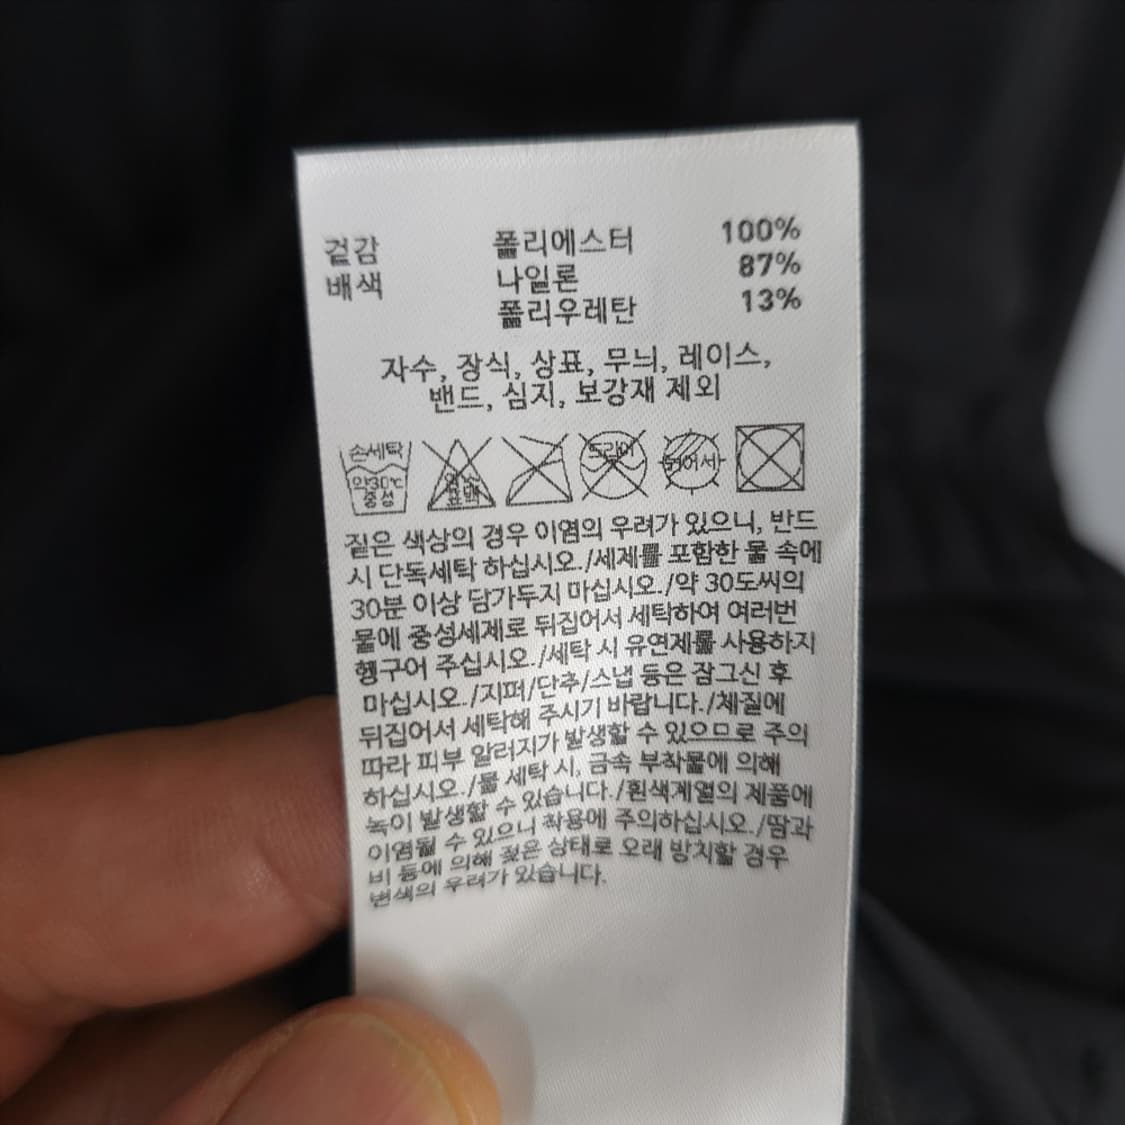 겉감 폴리에스터 100%
배색 나일론 87%
폴리우레탄 13%
자수, 장식, 상표, 무늬, 레이스,
밴드, 심지, 보강재 제외
손세탁
약30℃
중성
염소
표백
드라이
뉘어서
짙은 색상의 경우 이염의 우려가 있으니, 반드
시 단독세탁 하십시오./세제를 포함한 물 속에
30분 이상 담가두지 마십시오./약 30도씨의
물에 중성세제로 뒤집어서 세탁하여 여러번
헹구어 주십시오./세탁 시 유연제를 사용하지
마십시오./지퍼/단추/스냅 등은 잠그신 후
뒤집어서 세탁해 주시기 바랍니다./체질에
따라 피부 알러지가 발생할 수 있으므로 주의
하십시오./물 세탁 시, 금속 부착물에 의해
녹이 발생할 수 있습니다./흰색계열의 제품에
이염될 수 있으니 착용에 주의하십시오./땀과
비 등에 의해 젖은 상태로 오래 방치할 경우
변색의 우려가 있습니다.